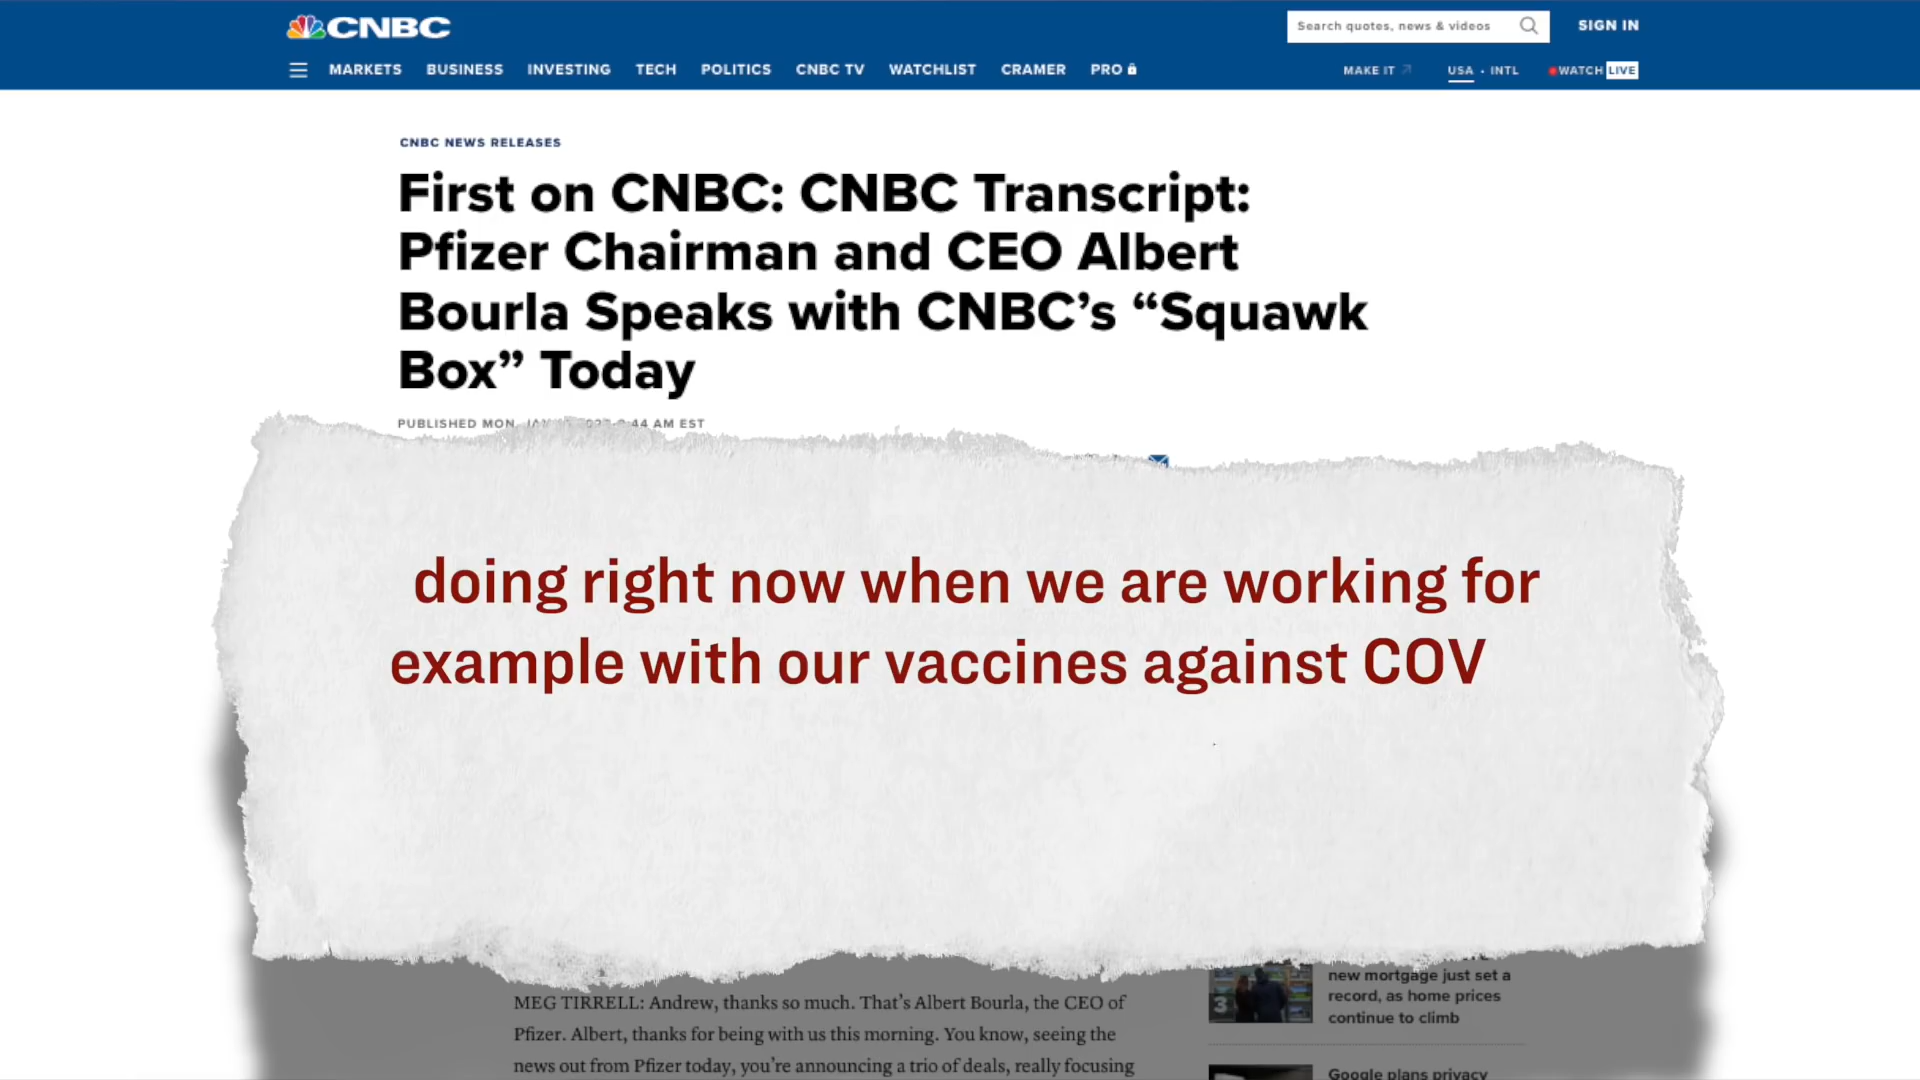 CNBC
Search quotes, news & videos
SIGN IN
MARKETS BUSINESS INVESTING TECH POLITICS CNBC TV WATCHLIST CRAMER PRO
MAKE IT USA • INTL WATCH LIVE
CNBC NEWS RELEASES
First on CNBC: CNBC Transcript:
Pfizer Chairman and CEO Albert
Bourla Speaks with CNBC’s “Squawk
Box” Today
PUBLISHED MON, 44 AM EST
doing right now when we are working for
example with our vaccines against COV
MEG TIRRELL: Andrew, thanks so much. That’s Albert Bourla, the CEO of
Pfizer. Albert, thanks for being with us this morning. You know, seeing the
news out from Pfizer today, you’re announcing a trio of deals, really focusing
3
new mortgage just set a
record, as home prices
continue to climb
Google plans privacy